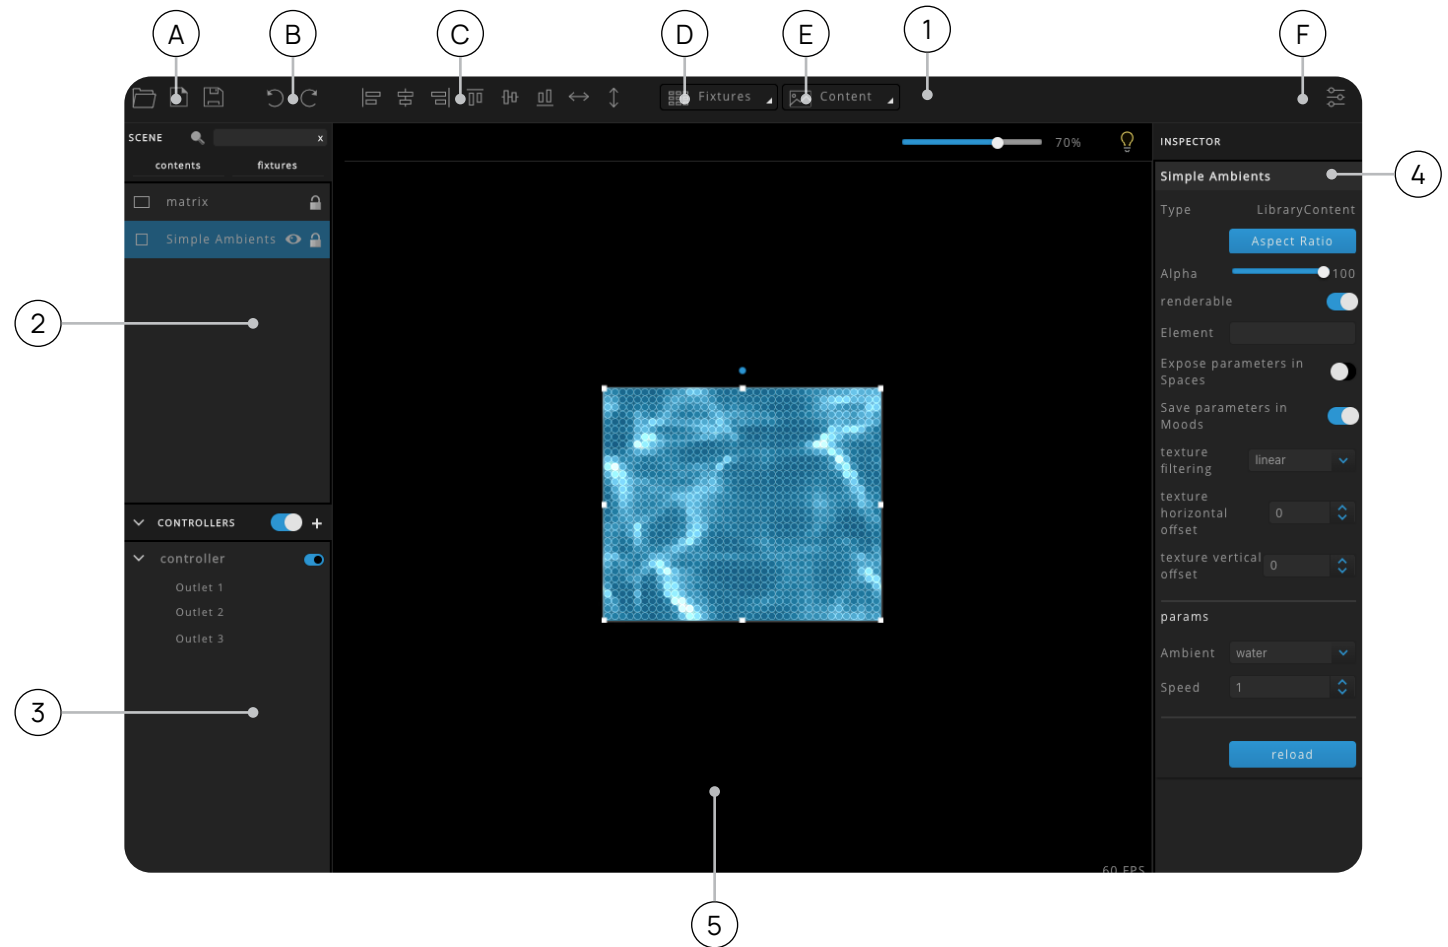 A B C D E 1 F
Fixtures Content
SCENE x
contents fixtures
70%
INSPECTOR
matrix
Simple Ambients
Simple Ambients
4
Type LibraryContent
Aspect Ratio
Alpha 100
renderable
2
Element
Expose parameters in
Spaces
Save parameters in
Moods
texture
filtering linear
texture
horizontal 0
offset
CONTROLLERS +
controller
Outlet 1
Outlet 2
Outlet 3
texture vertical
offset 0
params
Ambient water
Speed 1
3
reload
60 FPS
5